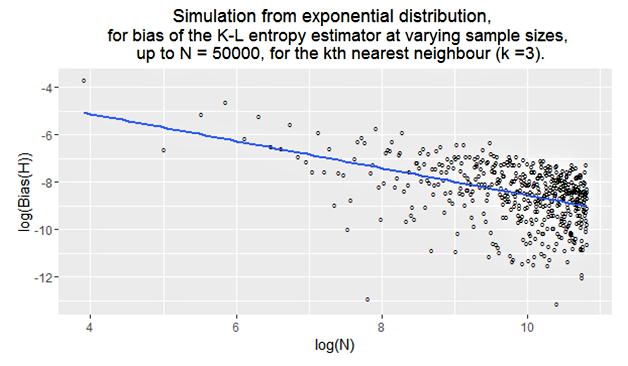 Simulation from exponential distribution,
for bias of the K-L entropy estimator at varying sample sizes,
up to N = 50000, for the kth nearest neighbour (k =3).
log(Bias(H))
-4
-6
-8
-10
-12
4 6 8 10
log(N)